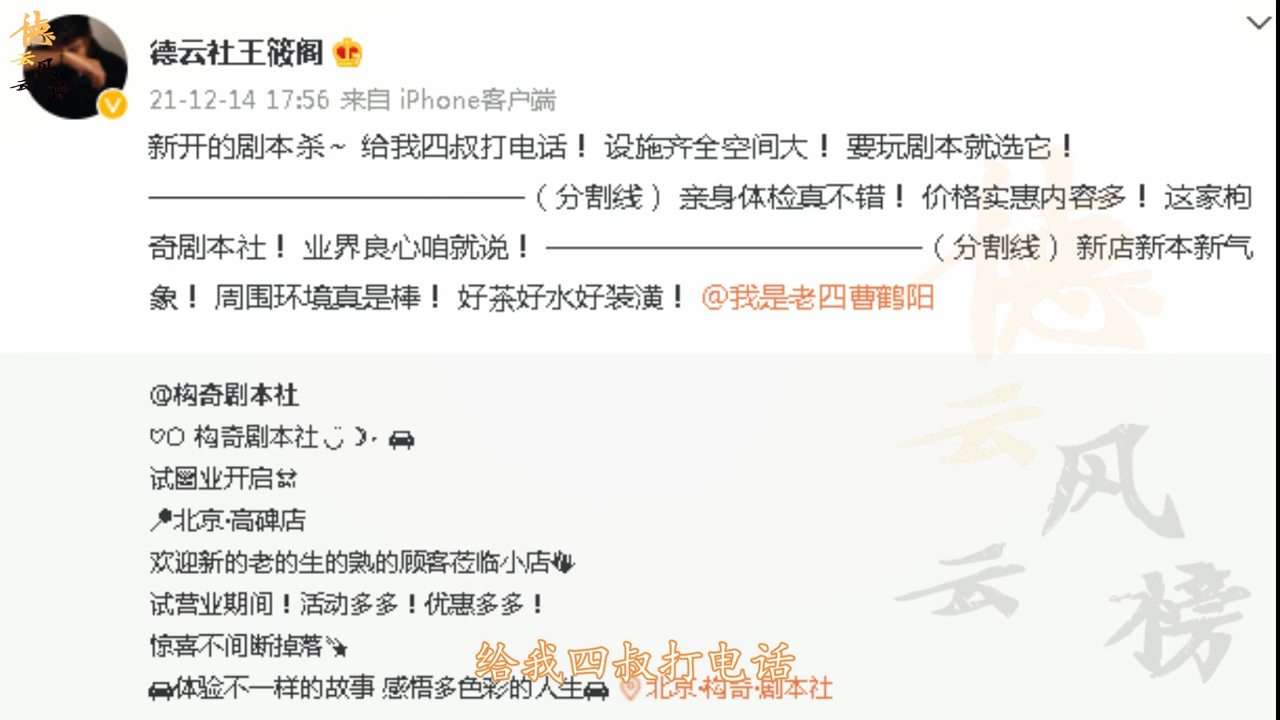 德云风云榜
德云社王筱阁
21-12-14 17:56 来自 iPhone客户端
新开的剧本杀~ 给我四叔打电话！设施齐全空间大！要玩剧本就选它！
————————————（分割线）亲身体检真不错！价格实惠内容多！这家枸
奇剧本社！业界良心咱就说！————————————（分割线）新店新本新气
象！周围环境真是棒！好茶好水好装潢！@我是老四曹鹤阳
@构奇剧本社
构奇剧本社
试业开启
北京·高碑店
欢迎新的老的生的熟的顾客莅临小店
试营业期间！活动多多！优惠多多！
惊喜不间断掉落
体验不一样的故事 感悟多色彩的人生 北京·构奇·剧本社
给我四叔打电话
德云风云榜